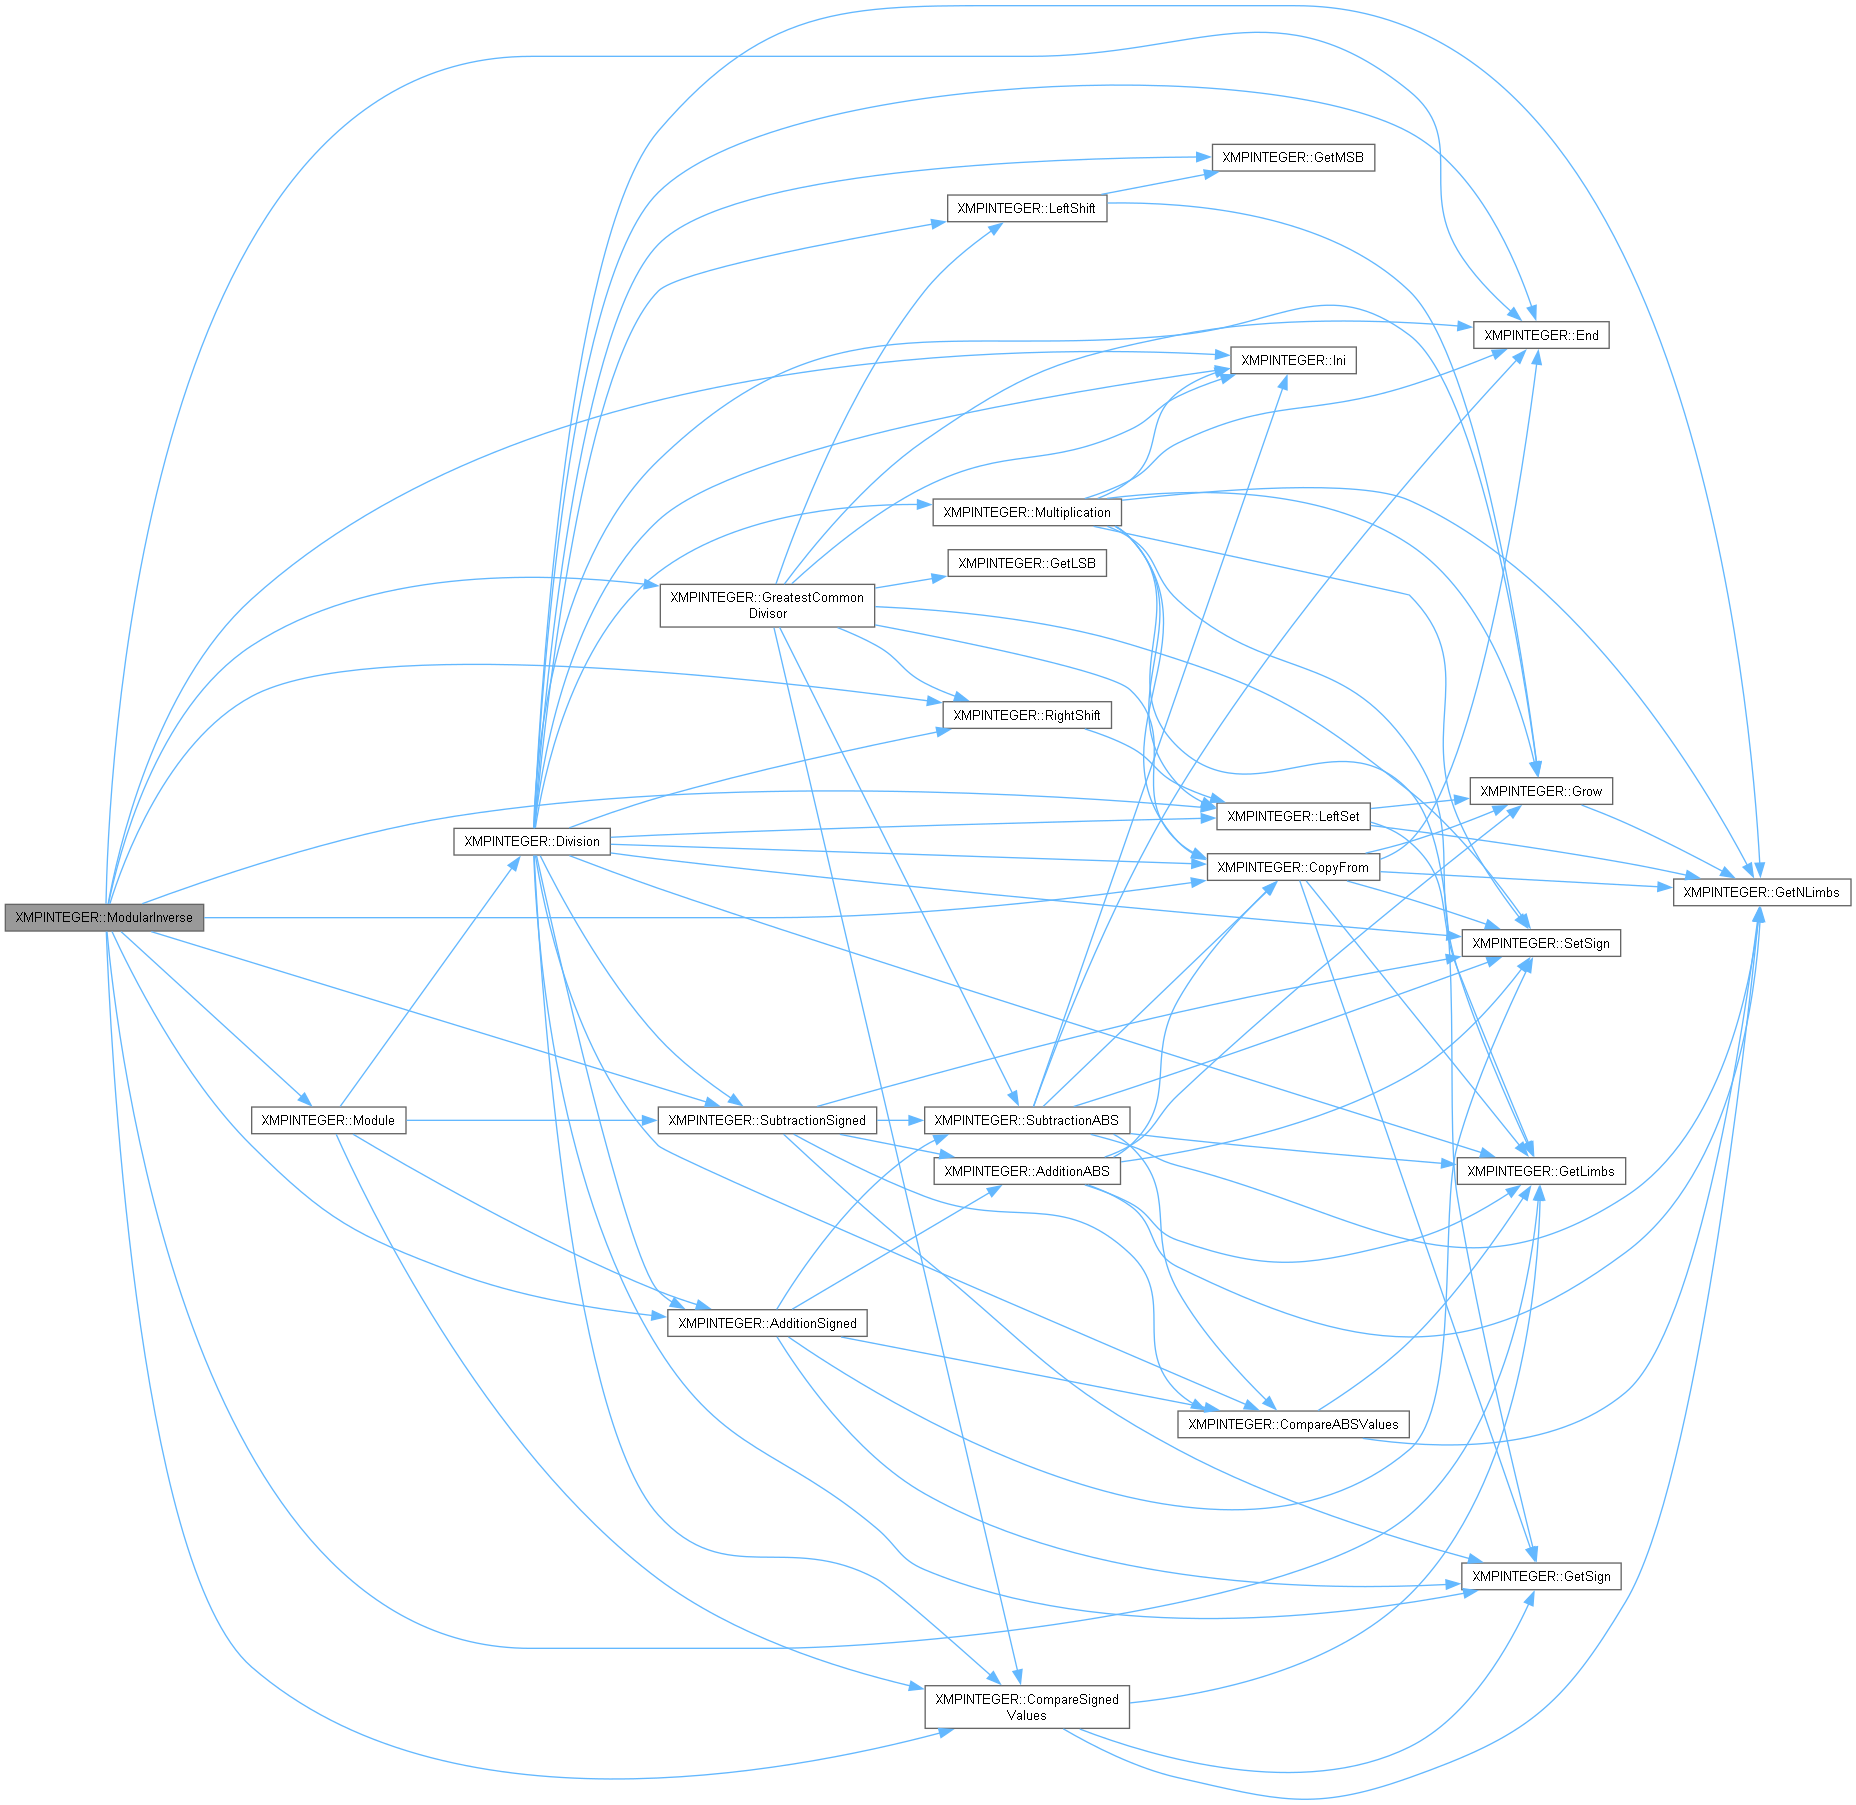 XMPINTEGER::GetMSB
XMPINTEGER::LeftShift
XMPINTEGER::End
XMPINTEGER::Ini
XMPINTEGER::Multiplication
XMPINTEGER::GetLSB
XMPINTEGER::GreatestCommon
Divisor
XMPINTEGER::RightShift
XMPINTEGER::Grow
XMPINTEGER::LeftSet
XMPINTEGER::Division
XMPINTEGER::CopyFrom
XMPINTEGER::GetNLimbs
XMPINTEGER::ModularInverse
XMPINTEGER::SetSign
XMPINTEGER::Module
XMPINTEGER::SubtractionSigned
XMPINTEGER::SubtractionABS
XMPINTEGER::AdditionABS
XMPINTEGER::GetLimbs
XMPINTEGER::AdditionSigned
XMPINTEGER::CompareABSValues
XMPINTEGER::GetSign
XMPINTEGER::CompareSigned
Values